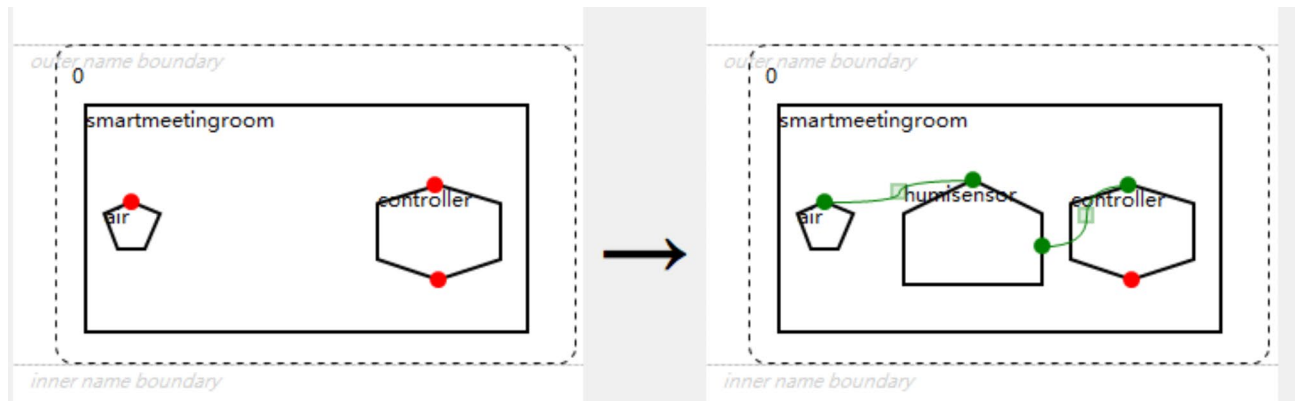 outer name boundary
0
smartmeetingroom
air
controller
inner name boundary
outer name boundary
0
smartmeetingroom
humisensor
air
controller
inner name boundary